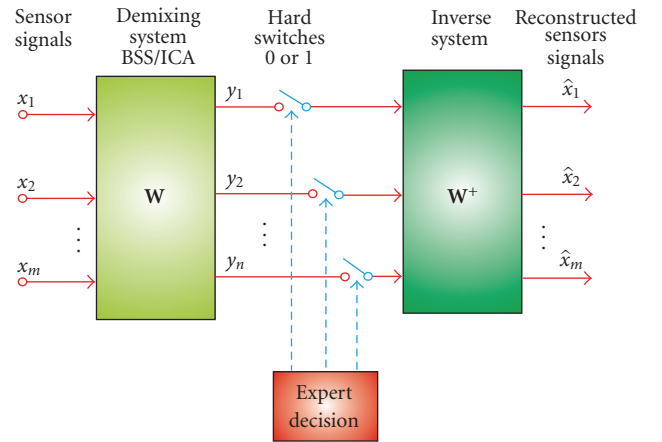 Sensor
signals
Demixing
system
BSS/ICA
Hard
switches
0 or 1
Inverse
system
Reconstructed
sensors
signals
x₁
y₁
x̂₁
x₂
W
y₂
W⁺
x̂₂
⋮
⋮
⋮
xₘ
yₙ
x̂ₘ
Expert
decision